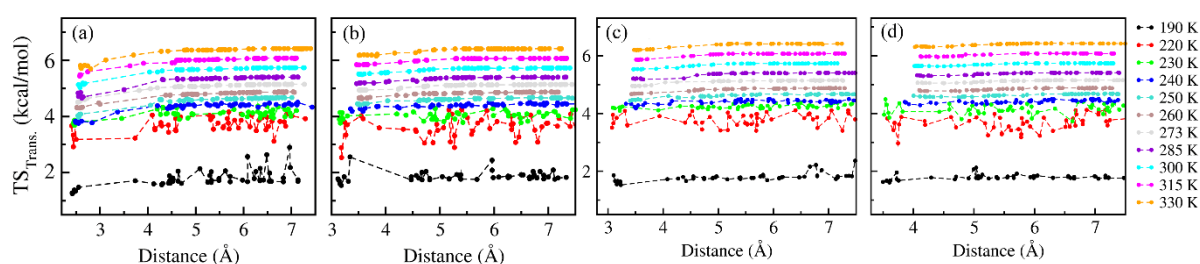 (a)
(b)
(c)
(d)
TS_Trans. (kcal/mol)
6
4
2
6
4
2
3 4 5 6 7
3 4 5 6 7
3 4 5 6 7
4 5 6 7
Distance (Å)
Distance (Å)
Distance (Å)
Distance (Å)
190 K
220 K
230 K
240 K
250 K
260 K
273 K
285 K
300 K
315 K
330 K